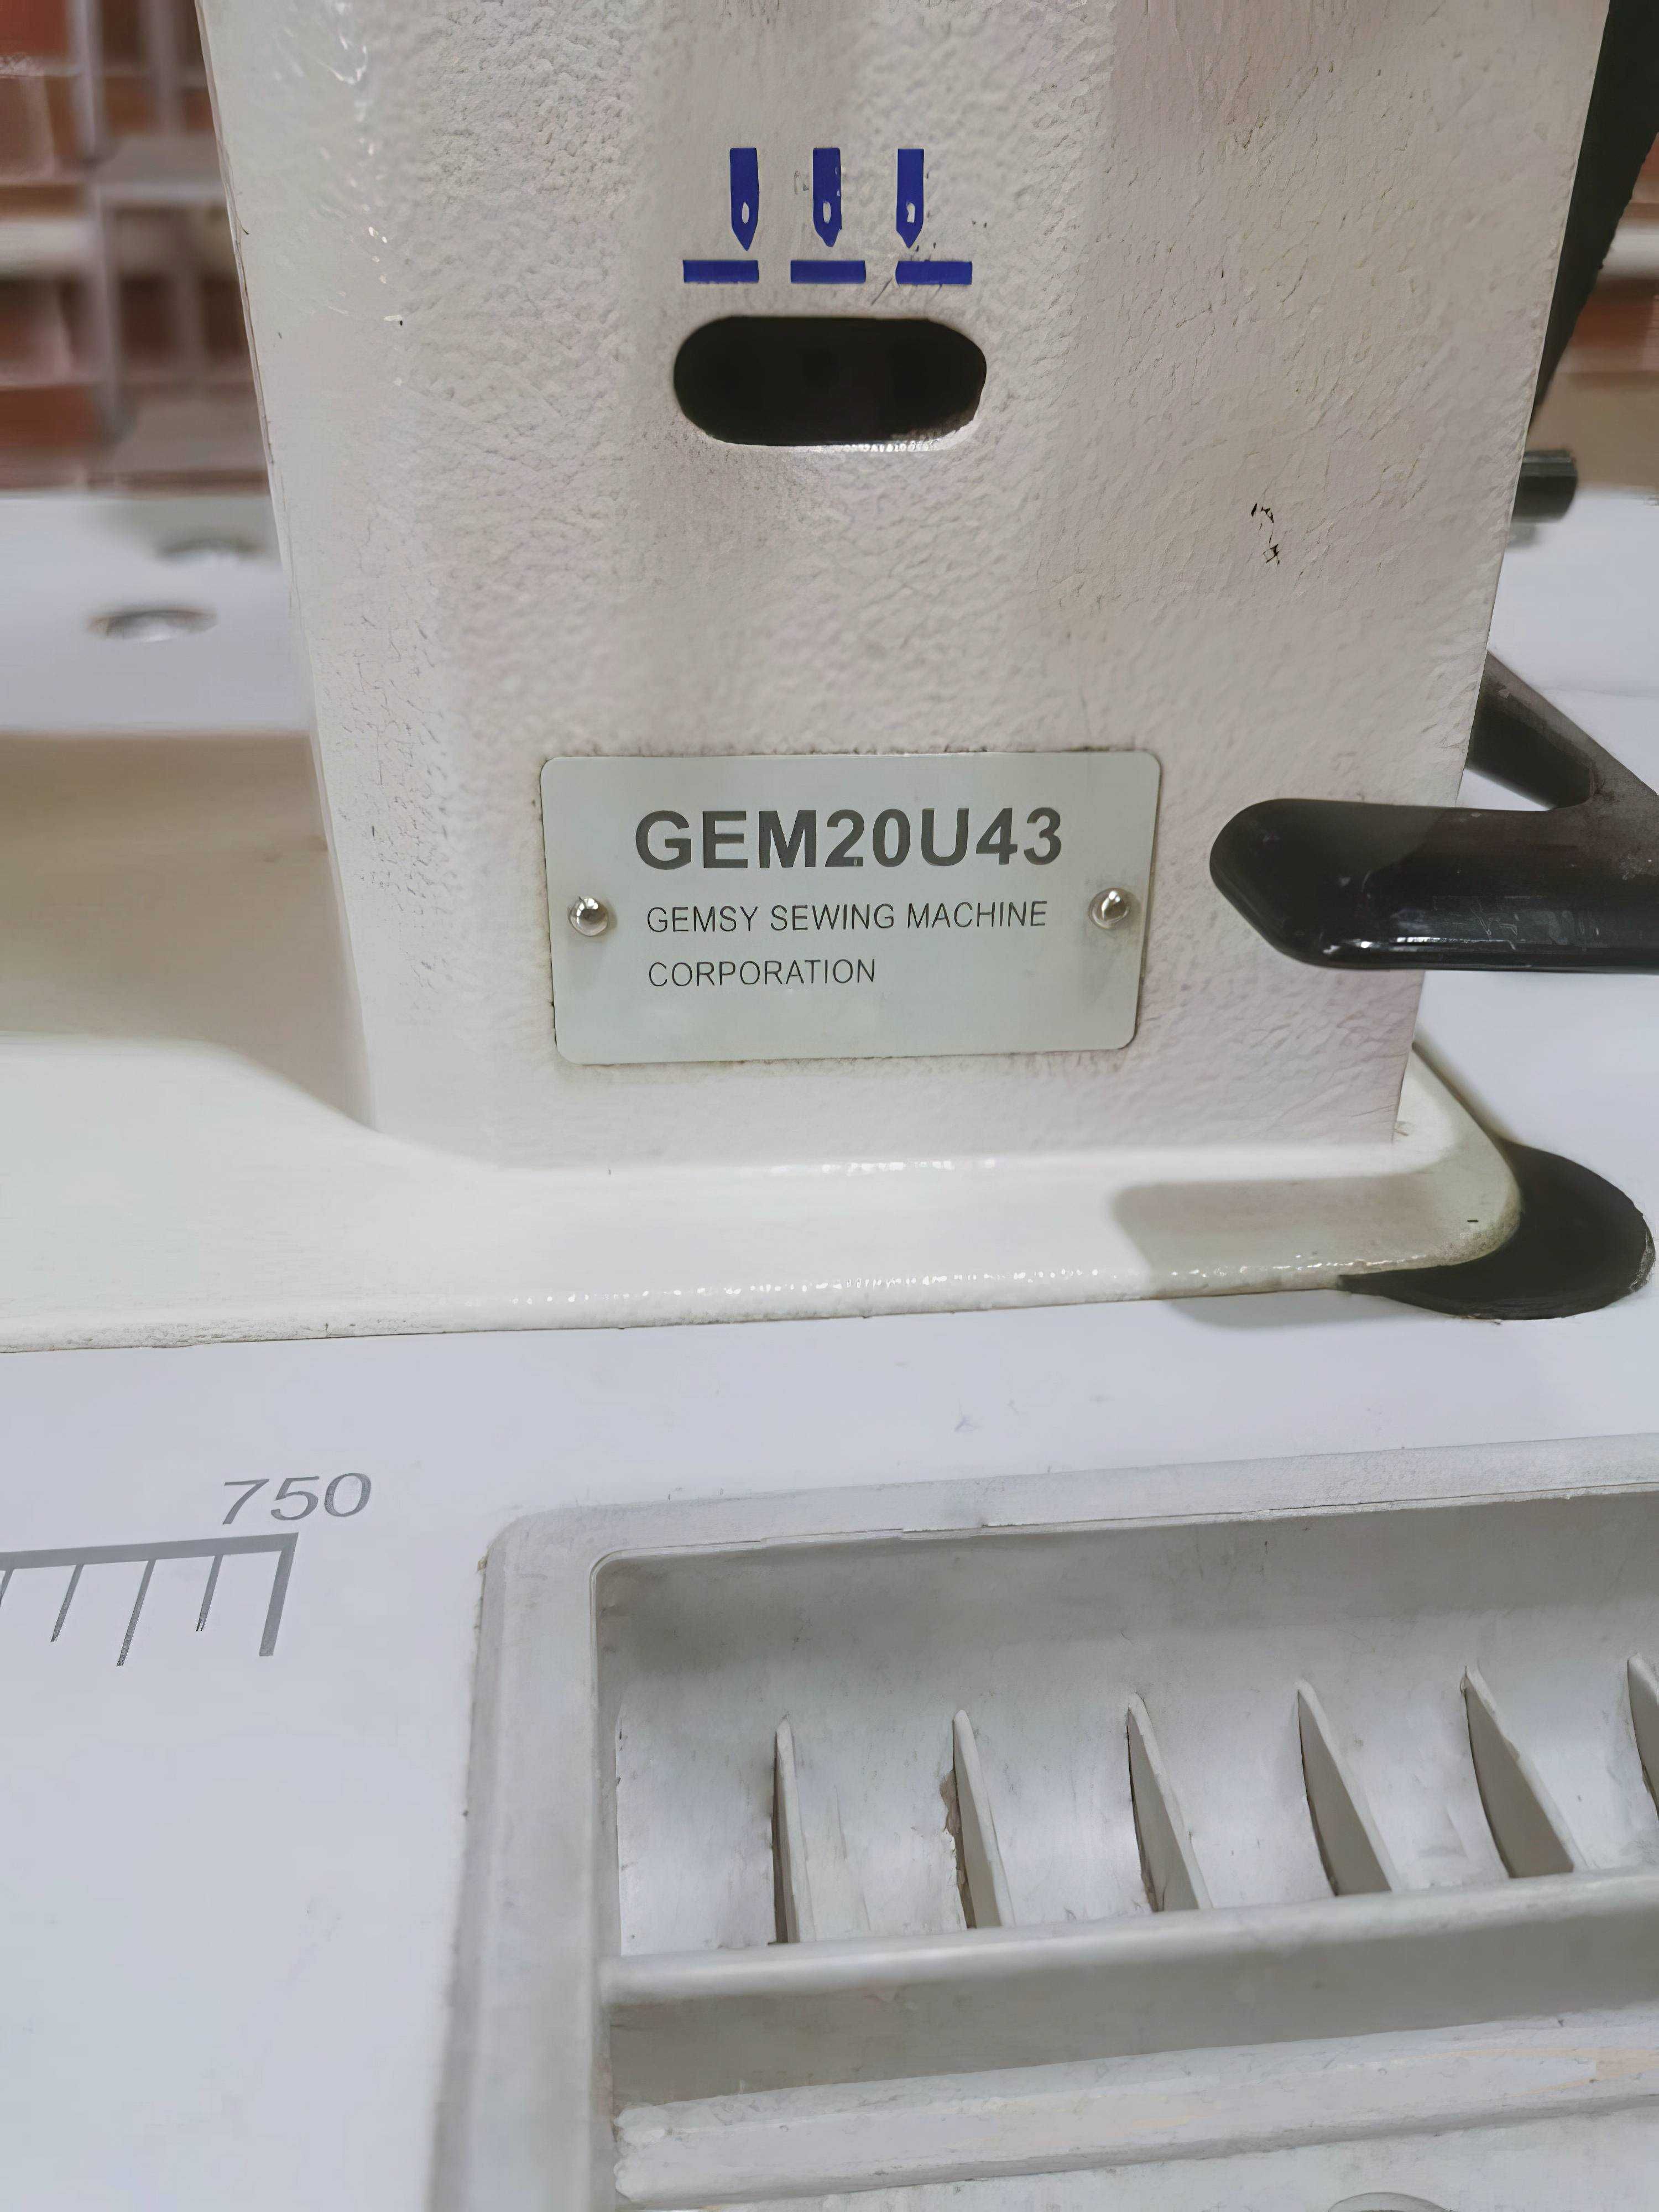 GEM20U43
GEMSY SEWING MACHINE
CORPORATION
750